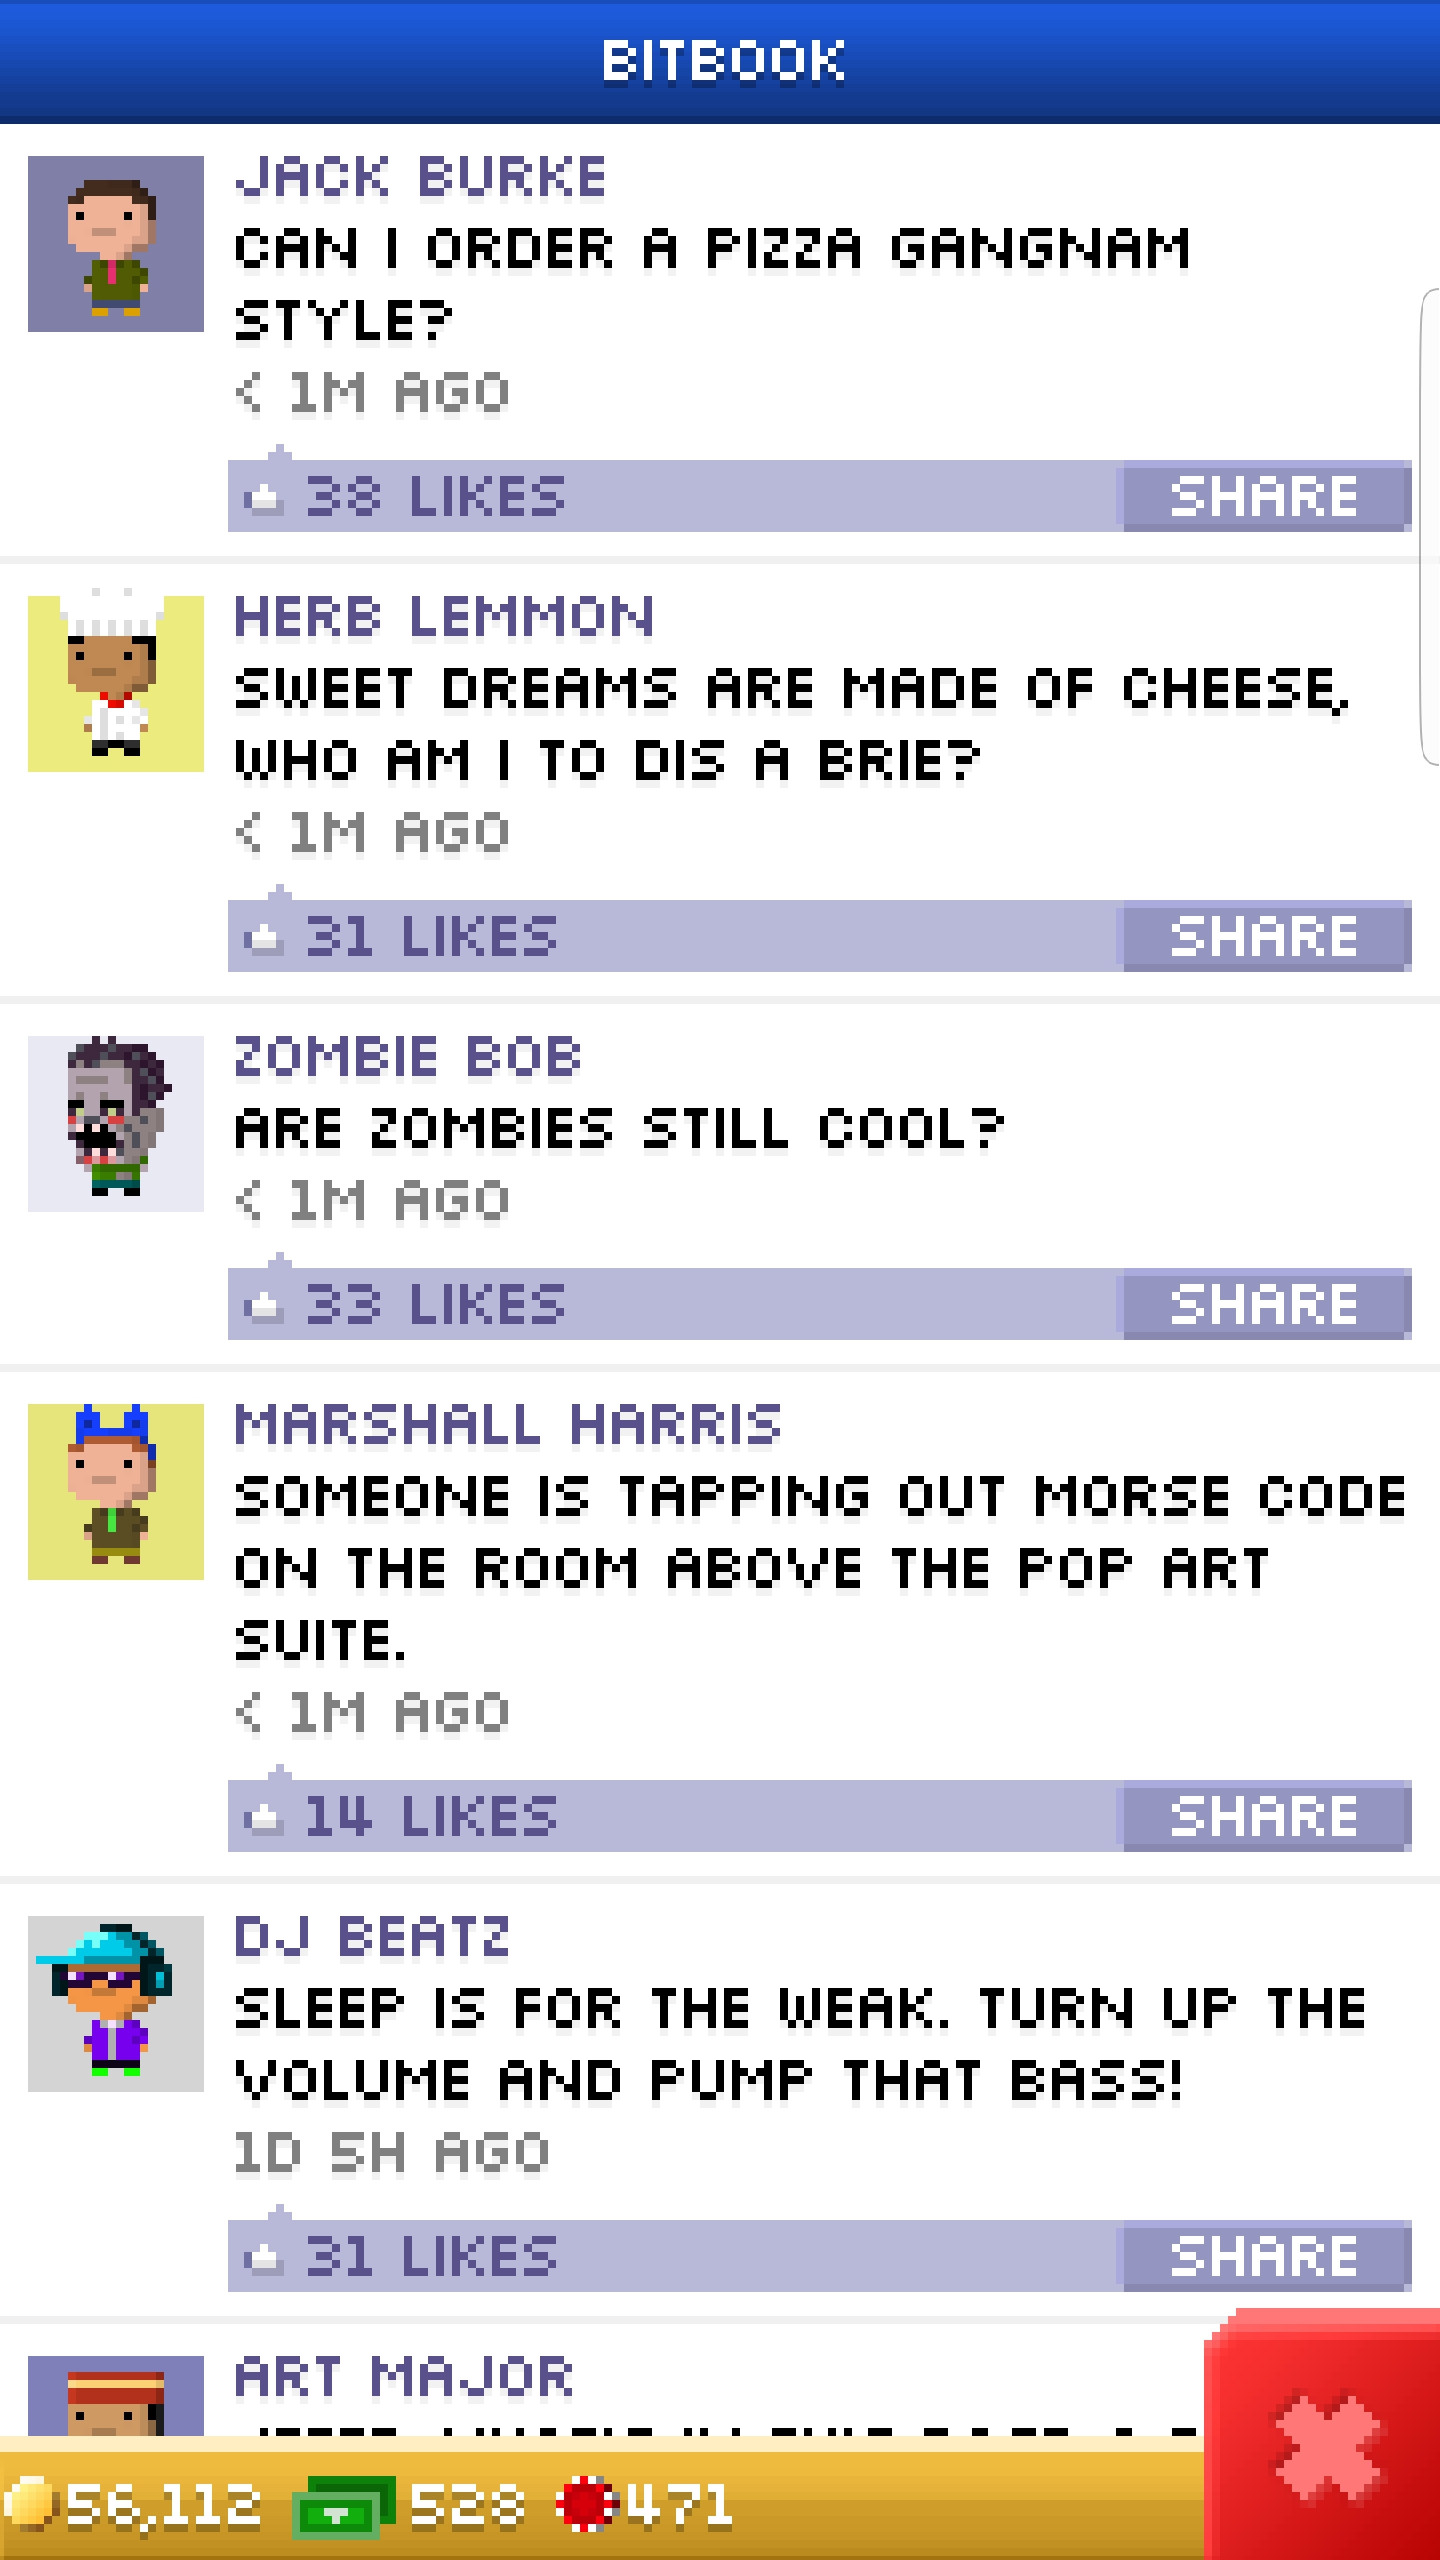 BITBOOK
JACK BURKE
CAN I ORDER A PIZZA GANGNAM
STYLE?
< 1M AGO
38 LIKES
SHARE
HERB LEMMON
SWEET DREAMS ARE MADE OF CHEESE,
WHO AM I TO DIS A BRIE?
< 1M AGO
31 LIKES
SHARE
ZOMBIE BOB
ARE ZOMBIES STILL COOL?
< 1M AGO
33 LIKES
SHARE
MARSHALL HARRIS
SOMEONE IS TAPPING OUT MORSE CODE
ON THE ROOM ABOVE THE POP ART
SUITE.
< 1M AGO
14 LIKES
SHARE
DJ BEATZ
SLEEP IS FOR THE WEAK. TURN UP THE
VOLUME AND PUMP THAT BASS!
1D 5H AGO
31 LIKES
SHARE
ART MAJOR
56,112 528 471